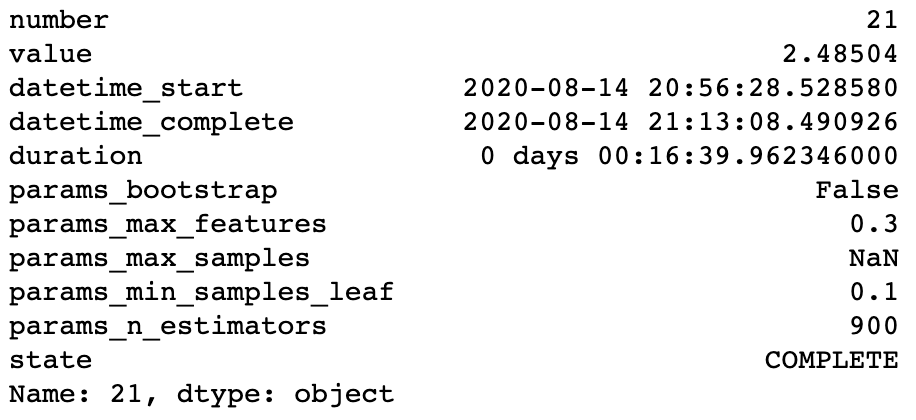 number 21
value 2.48504
datetime_start 2020-08-14 20:56:28.528580
datetime_complete 2020-08-14 21:13:08.490926
duration 0 days 00:16:39.962346000
params_bootstrap False
params_max_features 0.3
params_max_samples NaN
params_min_samples_leaf 0.1
params_n_estimators 900
state COMPLETE
Name: 21, dtype: object